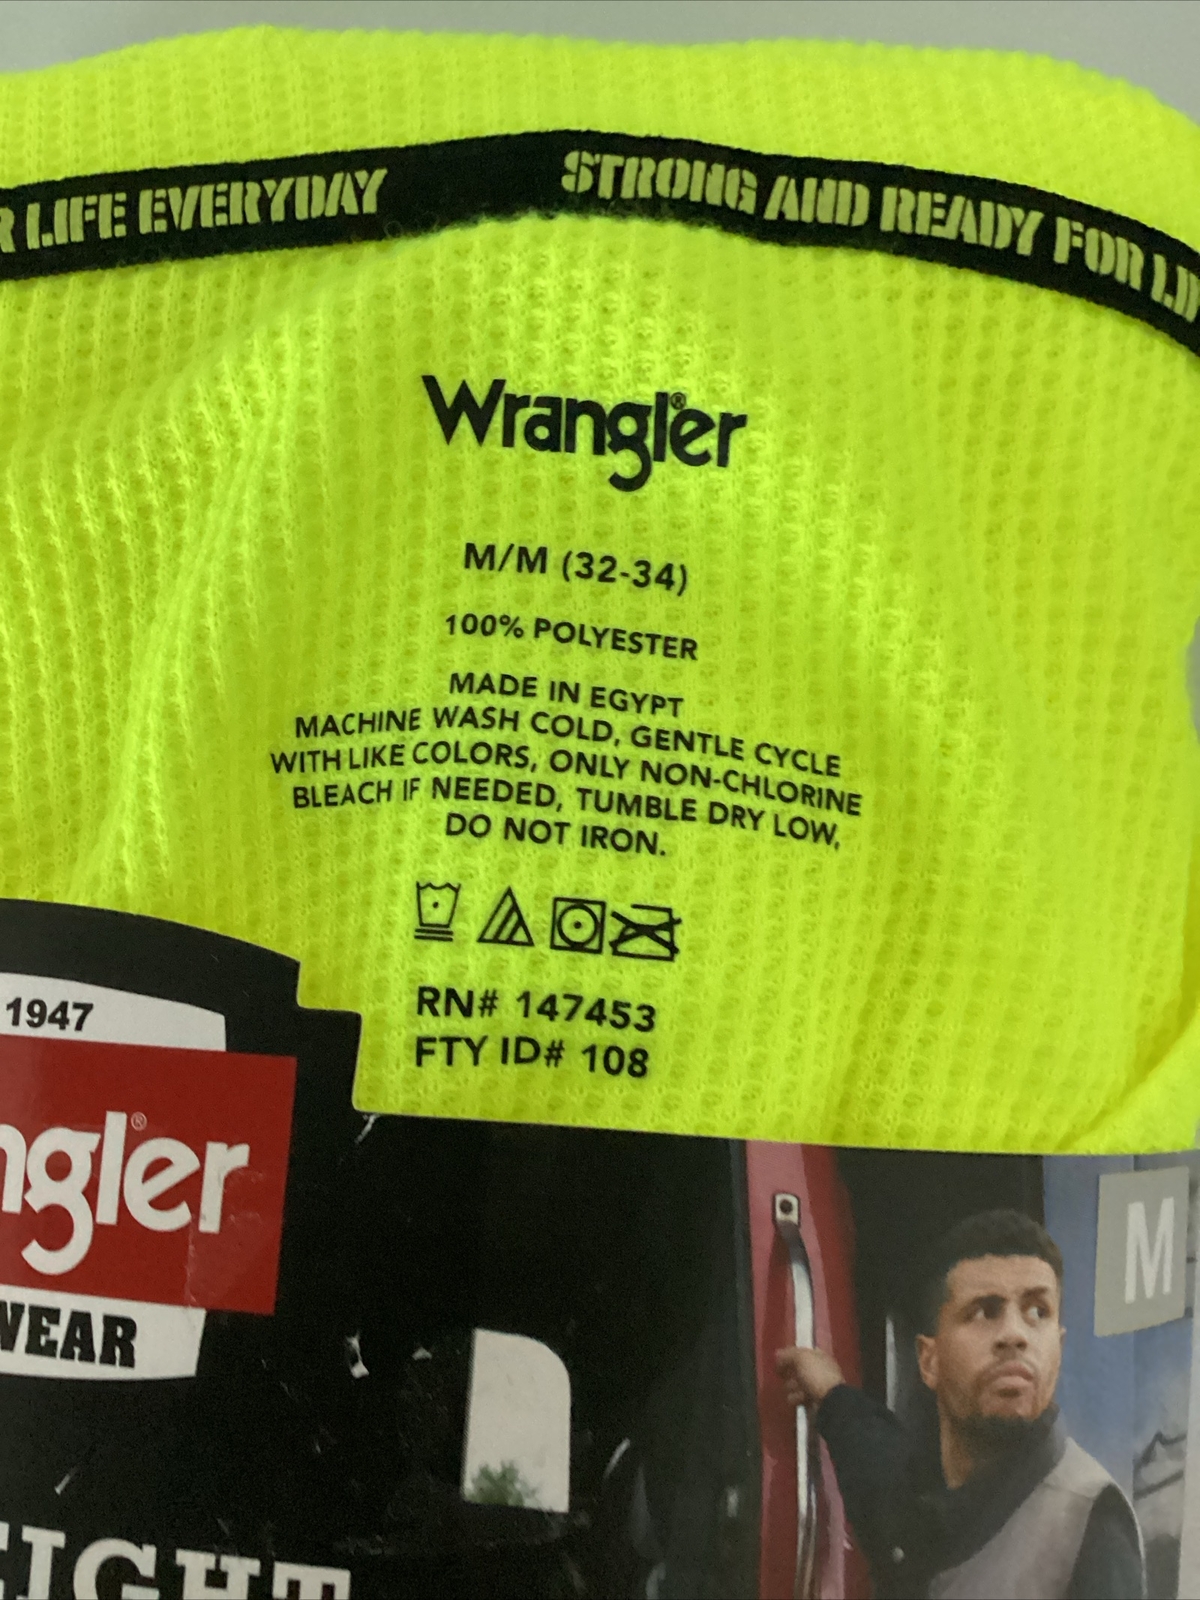 R LIFE EVERYDAY STRONG AND READY FOR LI
Wrangler®
M/M (32-34)
100% POLYESTER
MADE IN EGYPT
MACHINE WASH COLD, GENTLE CYCLE
WITH LIKE COLORS, ONLY NON-CHLORINE
BLEACH IF NEEDED, TUMBLE DRY LOW,
DO NOT IRON.
RN# 147453
FTY ID# 108
1947
ngler®
WEAR
EIGHT
M